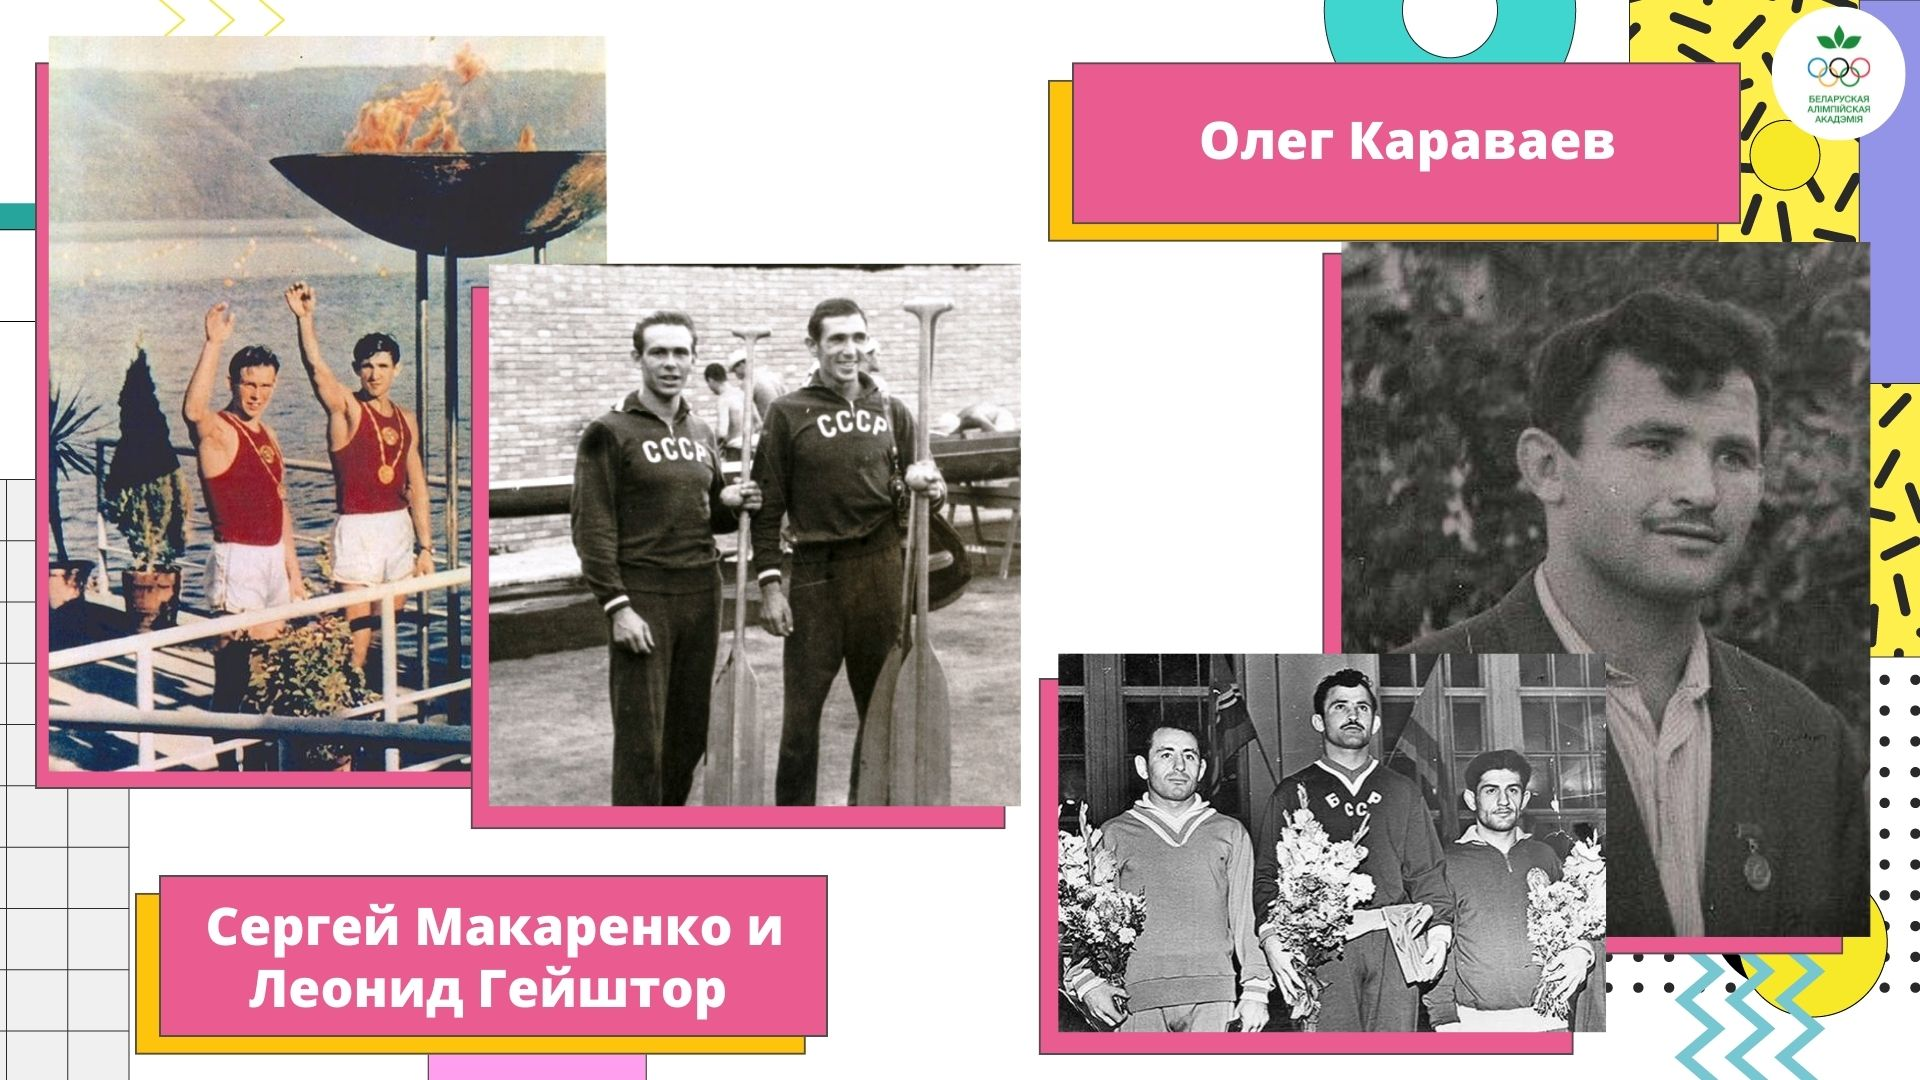 Олег Караваев
БЕЛАРУСКАЯ
АЛІМПІЙСКАЯ
АКАДЭМІЯ
СССР
СССР
БССР
Сергей Макаренко и
Леонид Гейштор